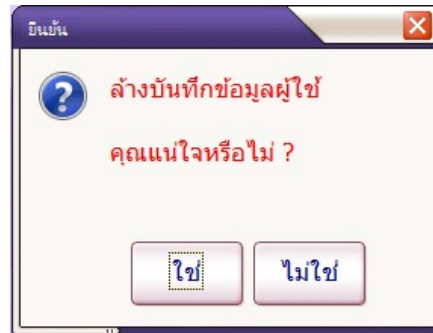 ยืนยัน
ล้างบันทึกข้อมูลผู้ใช้
คุณแน่ใจหรือไม่ ?
ใช่
ไม่ใช่